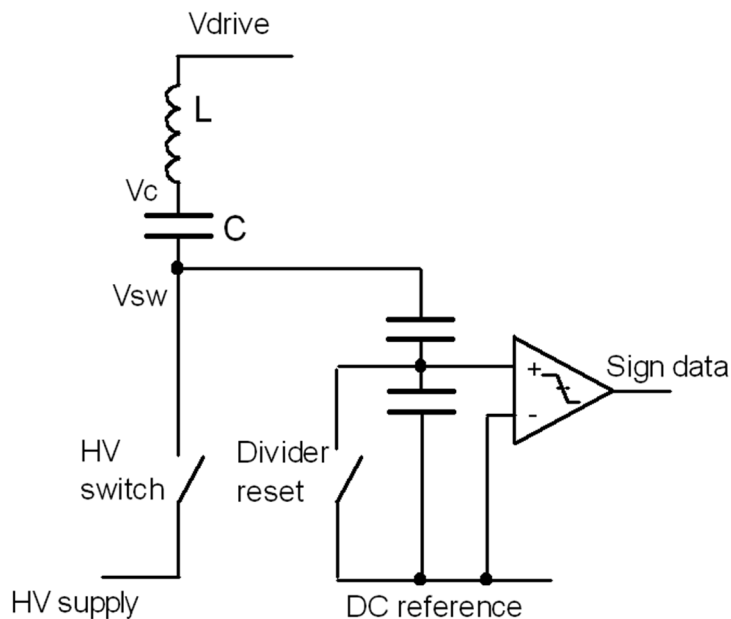 Vdrive
L
Vc
C
Vsw
+
Sign data
-
HV
switch
Divider
reset
HV supply
DC reference